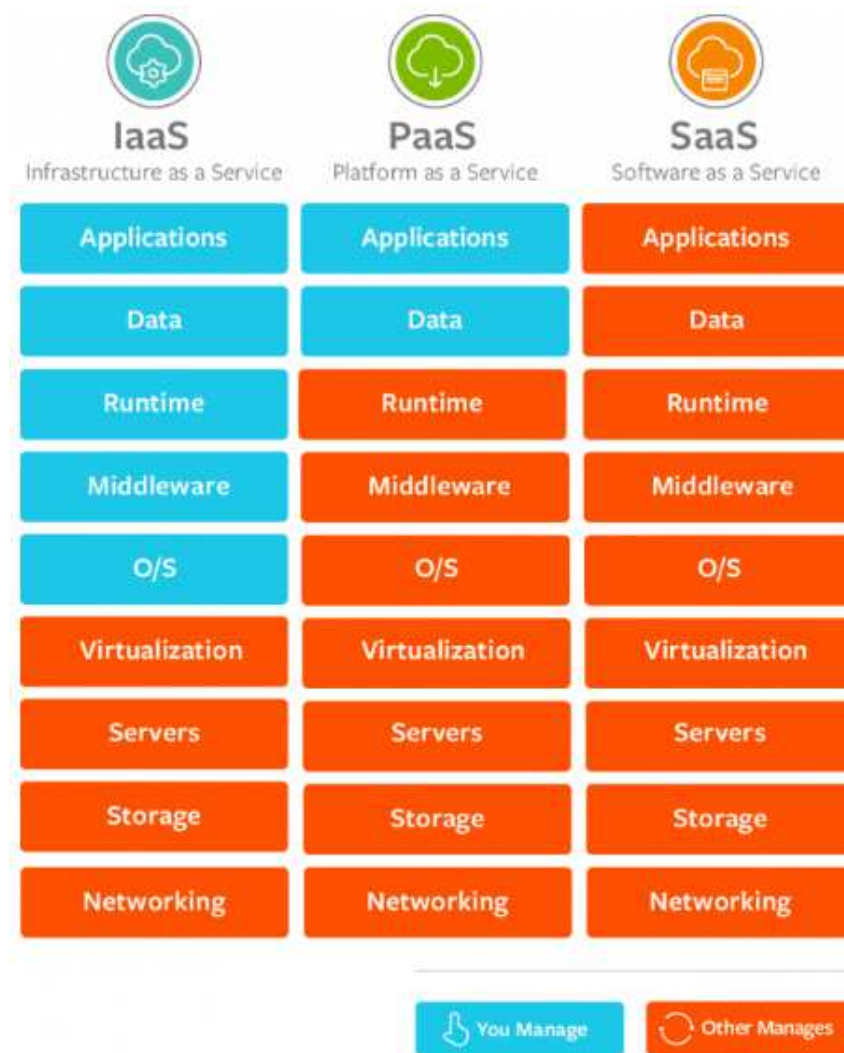 IaaS PaaS SaaS
Infrastructure as a Service Platform as a Service Software as a Service
Applications Applications Applications
Data Data Data
Runtime Runtime Runtime
Middleware Middleware Middleware
O/S O/S O/S
Virtualization Virtualization Virtualization
Servers Servers Servers
Storage Storage Storage
Networking Networking Networking
You Manage Other Manages